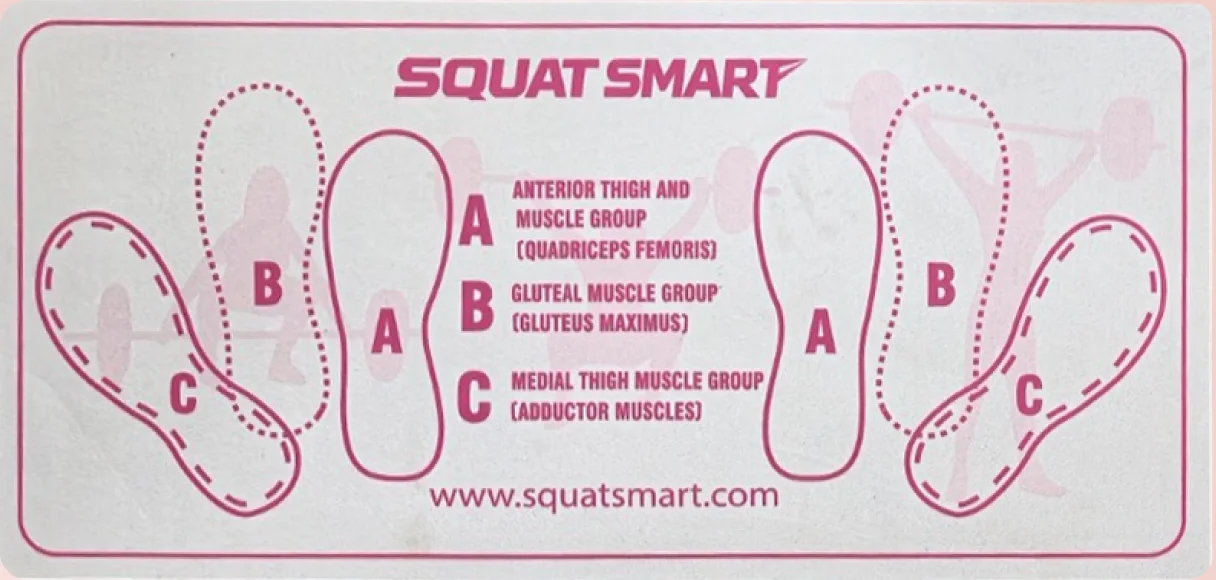 SQUAT SMART
A ANTERIOR THIGH AND
MUSCLE GROUP
(QUADRICEPS FEMORIS)
B GLUTEAL MUSCLE GROUP
(GLUTEUS MAXIMUS)
C MEDIAL THIGH MUSCLE GROUP
(ADDUCTOR MUSCLES)
B
A
C
A
B
C
www.squatsmart.com